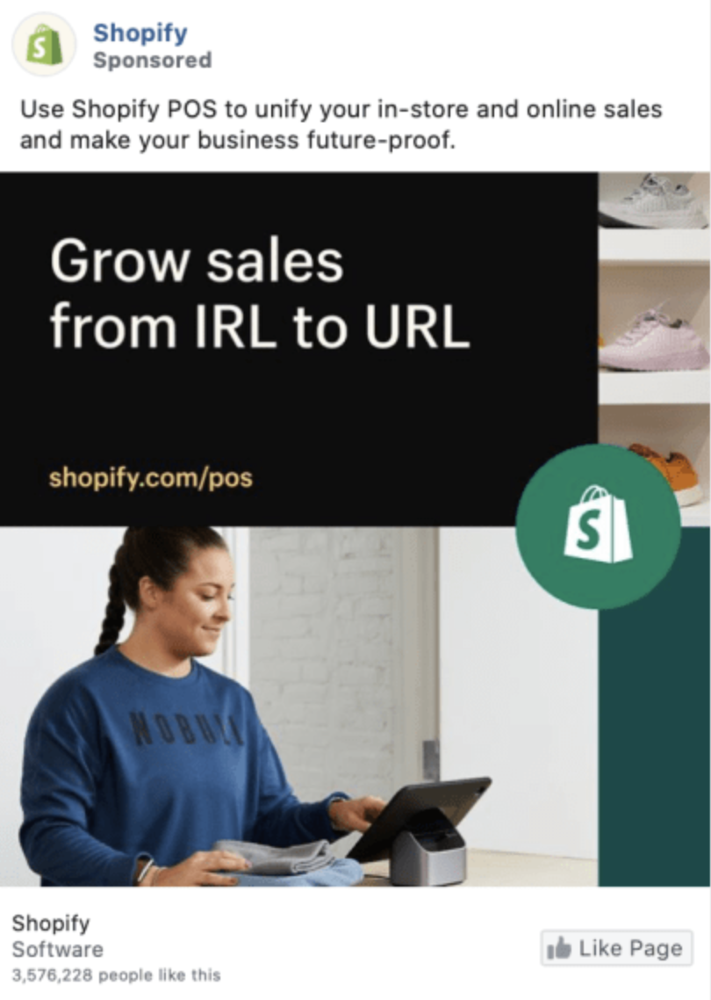 Shopify
Sponsored
Use Shopify POS to unify your in-store and online sales
and make your business future-proof.
Grow sales
from IRL to URL
shopify.com/pos
S
NOBULL
Shopify
Software
3,576,228 people like this
Like Page